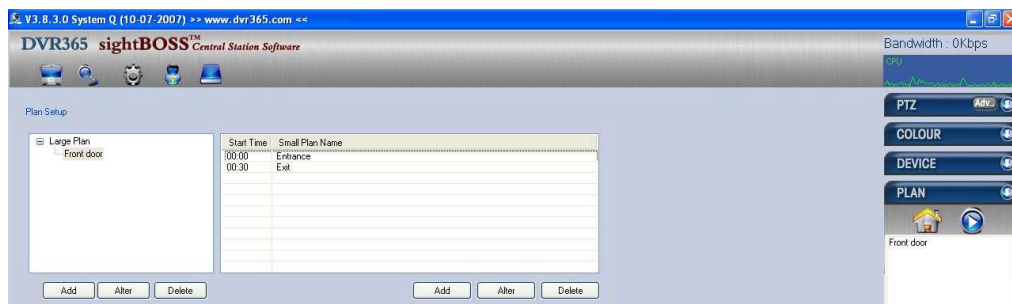 V3.8.3.0 System Q (10-07-2007) >> www.dvr365.com <<
DVR365 sightBOSS™ Central Station Software
Bandwidth : 0Kbps
CPU
Plan Setup
PTZ Adv..
COLOUR
DEVICE
PLAN
Large Plan
Front door
Start Time Small Plan Name
00:00 Entrance
00:30 Exit
Front door
Add Alter Delete
Add Alter Delete